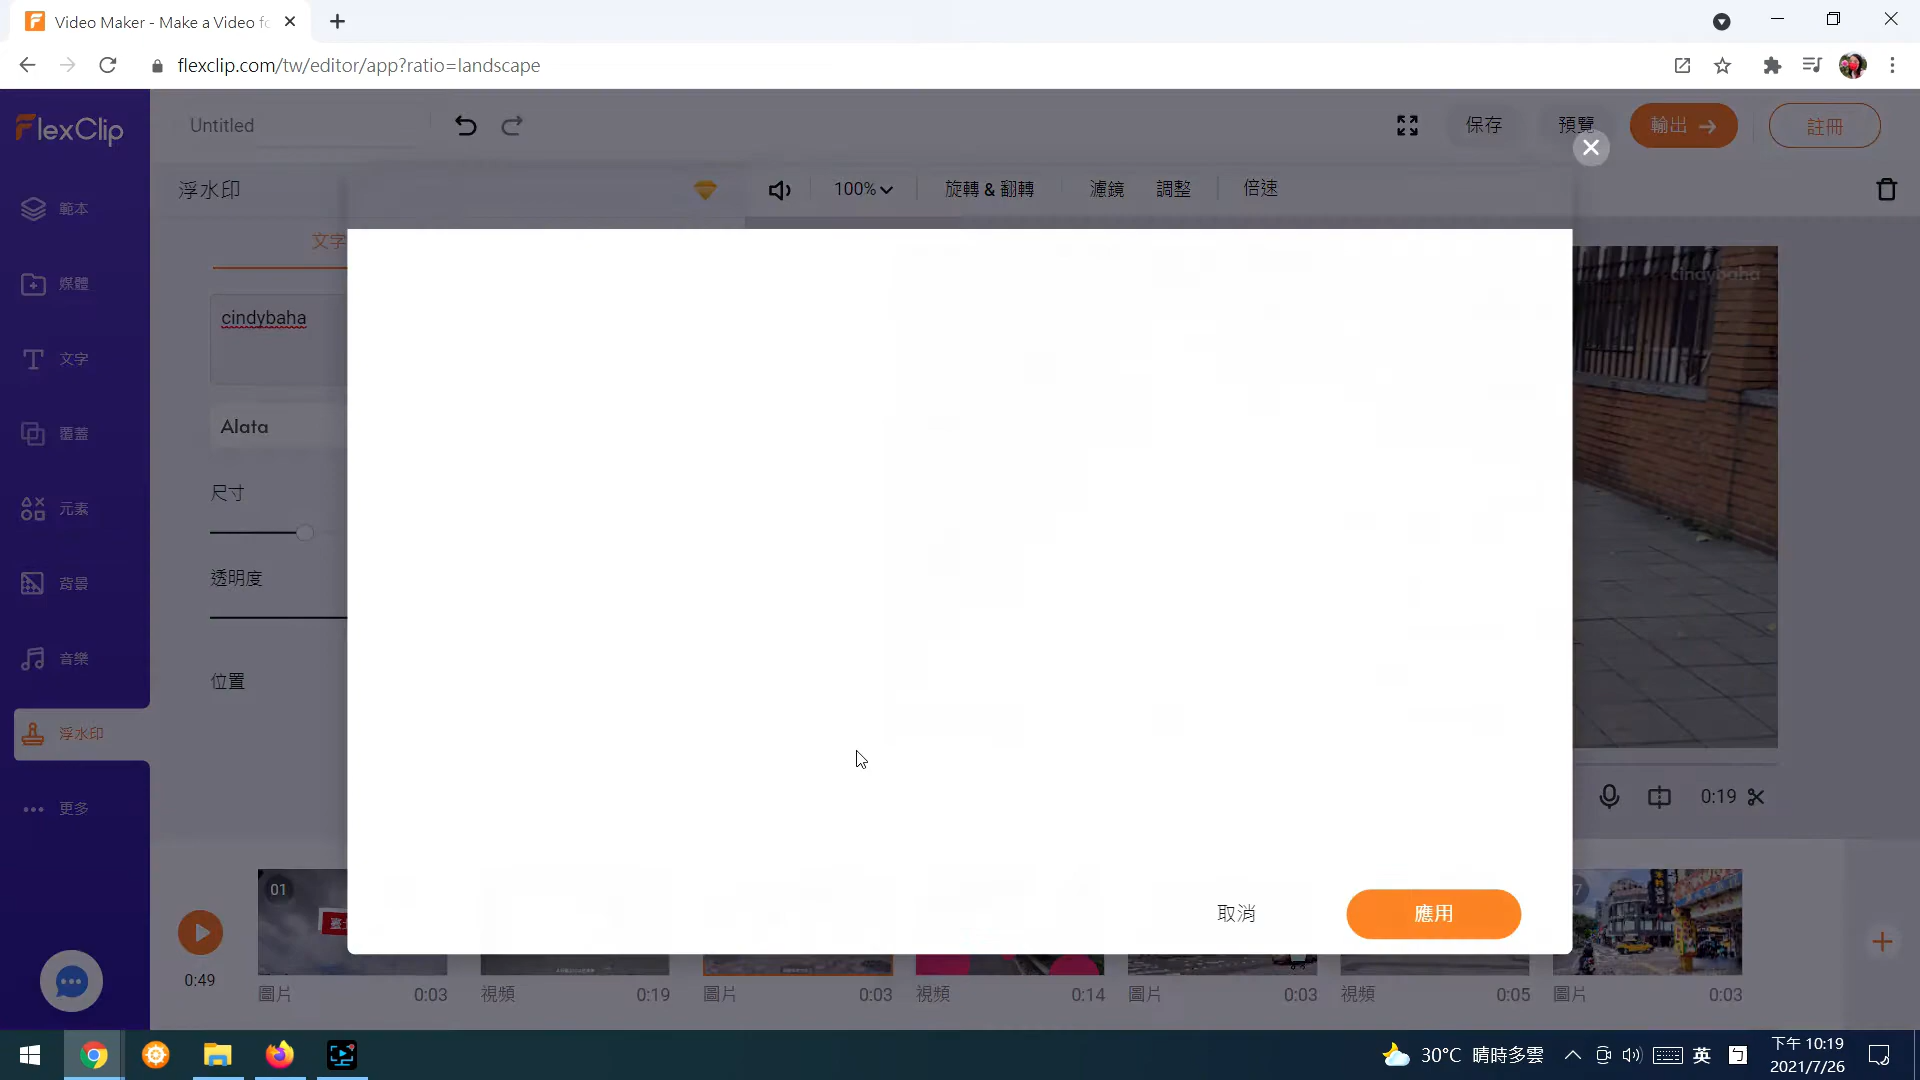 Video Maker - Make a Video fo
flexclip.com/tw/editor/app?ratio=landscape
FlexClip
Untitled
保存
預覽
輸出
註冊
浮水印
100%
旋轉 & 翻轉
濾鏡
調整
倍速
範本
媒體
文字
覆蓋
元素
背景
音樂
浮水印
更多
文字
cindybaha
Alata
尺寸
透明度
位置
cindybaha
0:19
取消
應用
0:49
01
圖片 0:03
視頻 0:19
圖片 0:03
視頻 0:14
圖片 0:03
視頻 0:05
7
圖片 0:03
30°C 晴時多雲
英
下午 10:19
2021/7/26